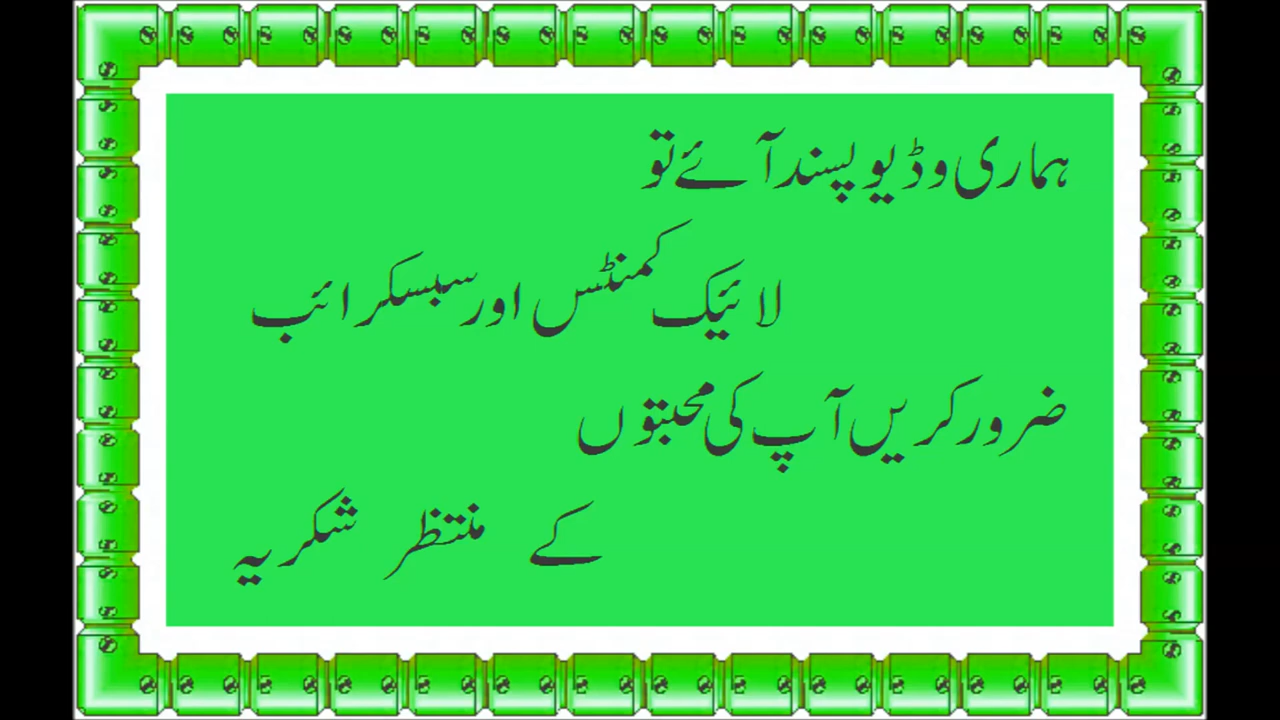 ہماری وڈیو پسند آئے تو
لائیک کمنٹس اور سبسکرائب
ضرور کریں آپ کی محبتوں
کے منتظر شکریہ